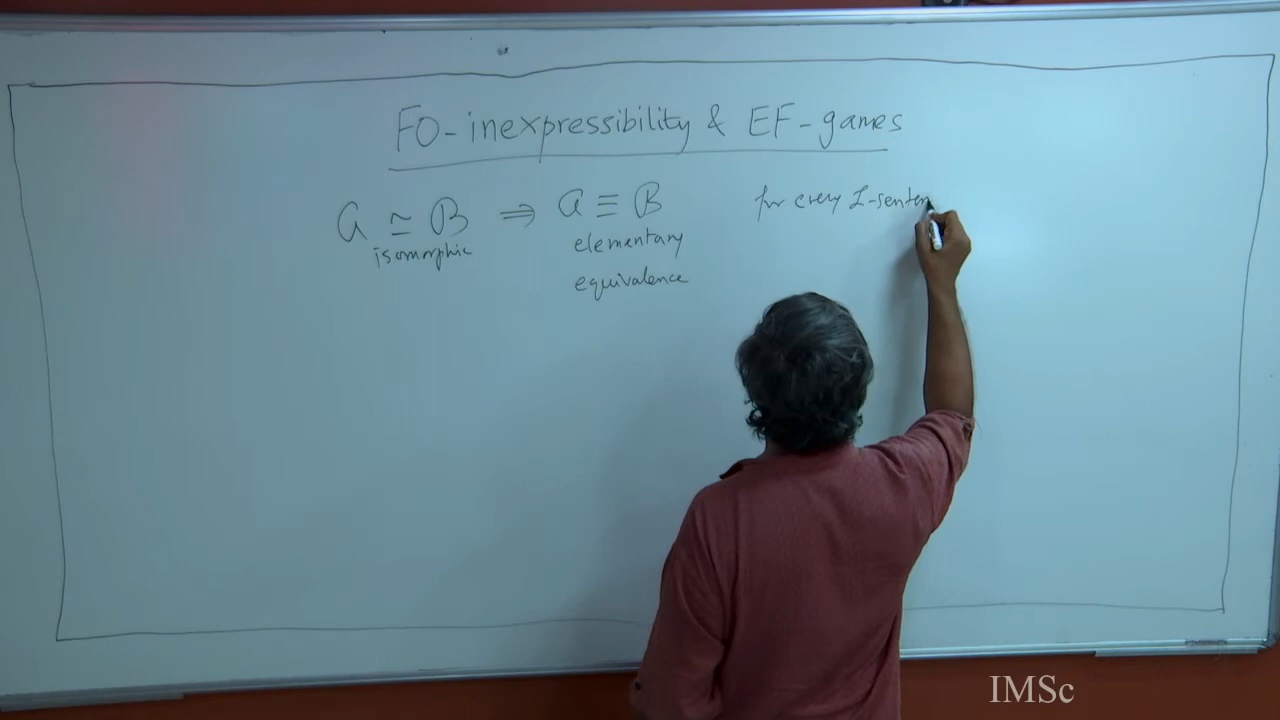 FO-inexpressibility & EF-games
A ≃ B ⇒ A ≡ B for every L-senten
isomorphic elementary
equivalence
IMSc